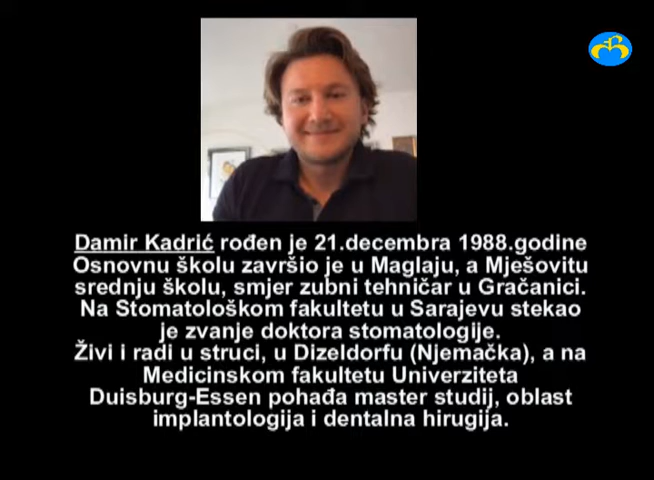 Damir Kadrić rođen je 21.decembra 1988.godine
Osnovnu školu završio je u Maglaju, a Mješovitu
srednju školu, smjer zubni tehničar u Gračanici.
Na Stomatološkom fakultetu u Sarajevu stekao
je zvanje doktora stomatologije.
Živi i radi u struci, u Dizeldorfu (Njemačka), a na
Medicinskom fakultetu Univerziteta
Duisburg-Essen pohađa master studij, oblast
implantologija i dentalna hirugija.